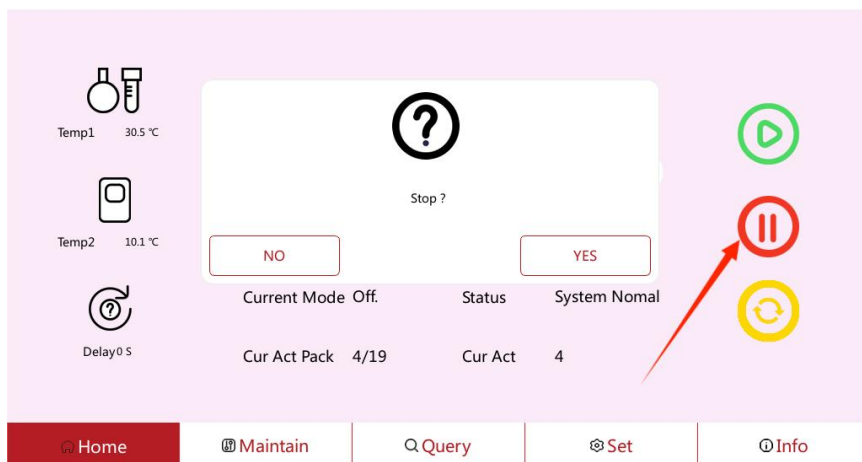 Temp1 30.5 ℃
Stop ?
Temp2 10.1 ℃
NO YES
Current Mode Off. Status System Nomal
Delay0 S
Cur Act Pack 4/19 Cur Act 4
Home Maintain Query Set Info